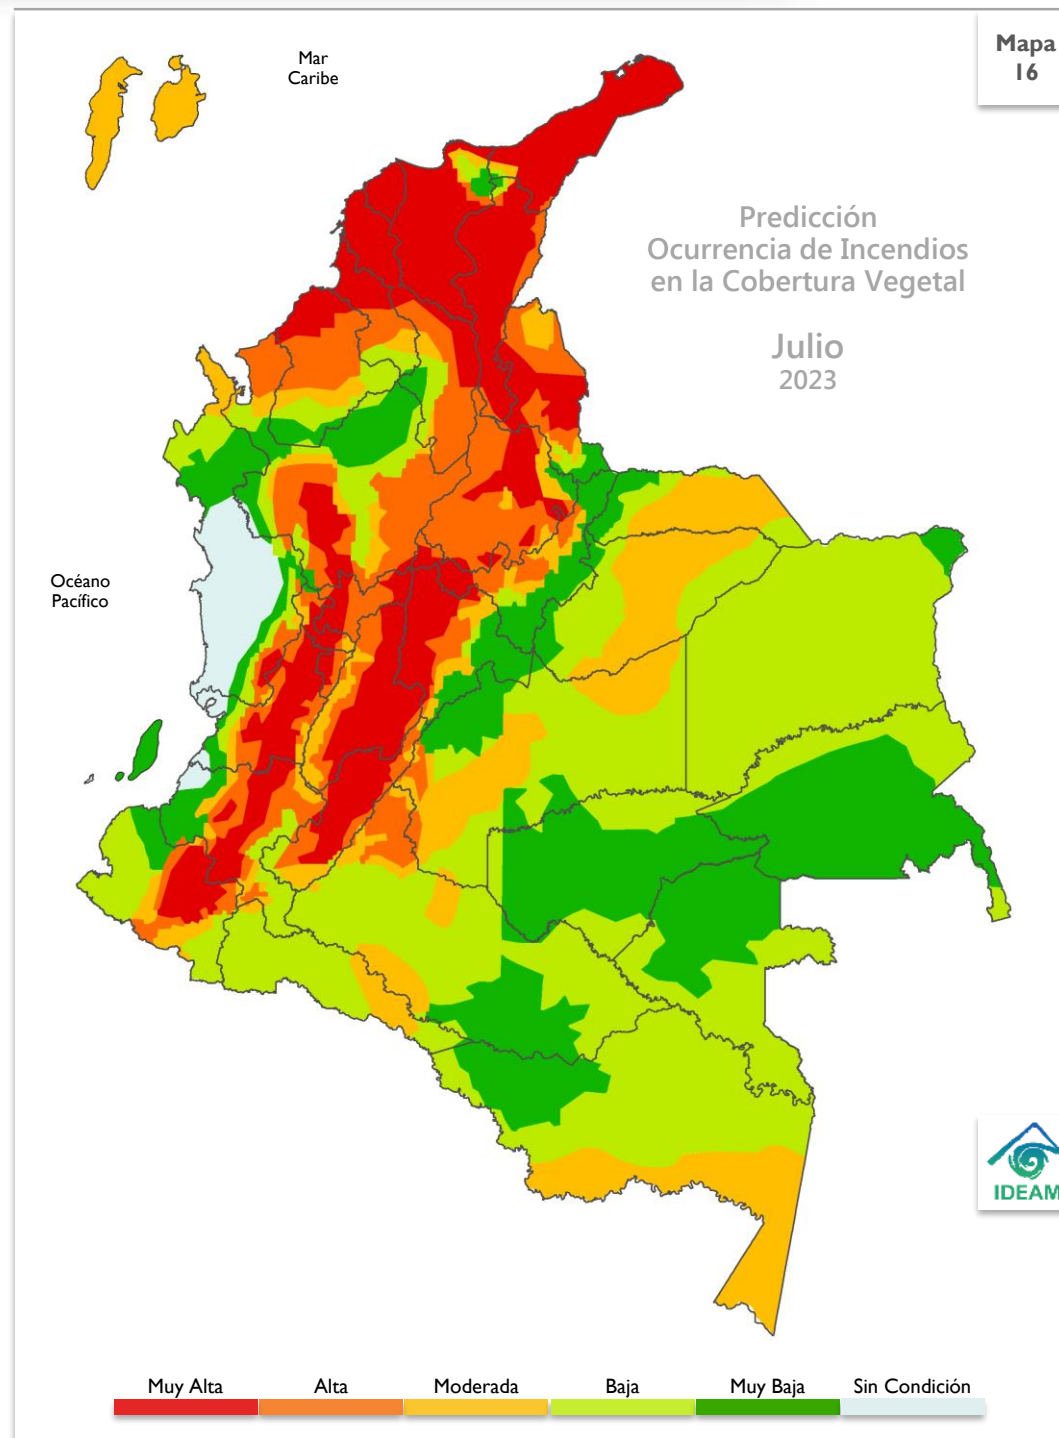 Mapa
16
Mar
Caribe
Predicción
Ocurrencia de Incendios
en la Cobertura Vegetal
Julio
2023
Océano
Pacífico
IDEAM
Muy Alta
Alta
Moderada
Baja
Muy Baja
Sin Condición